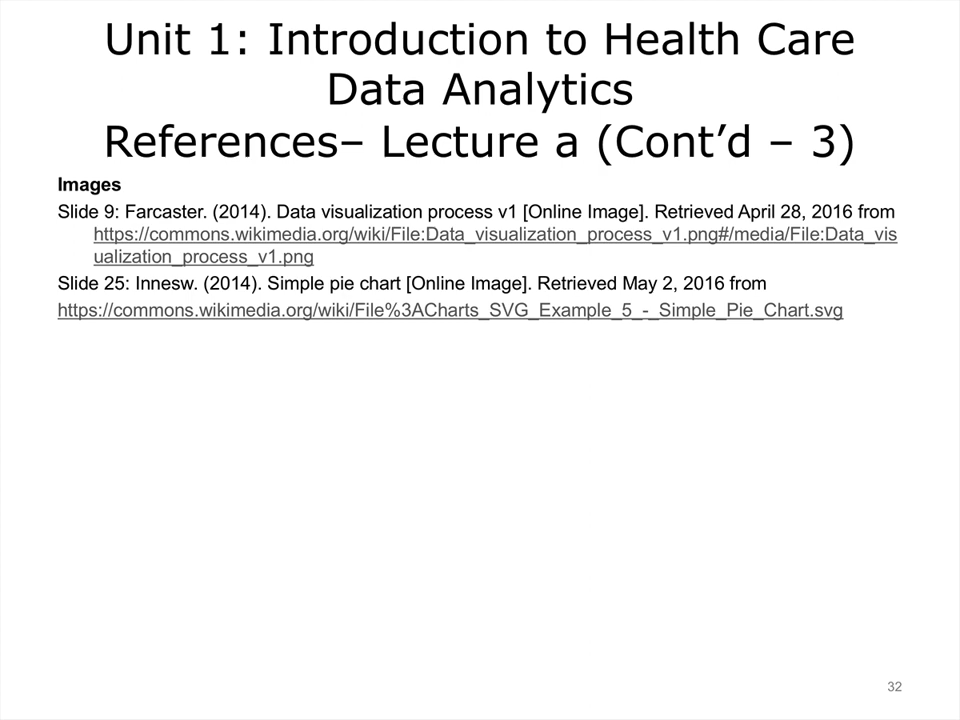 Unit 1: Introduction to Health Care
Data Analytics
References– Lecture a (Cont’d – 3)
Images
Slide 9: Farcaster. (2014). Data visualization process v1 [Online Image]. Retrieved April 28, 2016 from
https://commons.wikimedia.org/wiki/File:Data_visualization_process_v1.png#/media/File:Data_vis
ualization_process_v1.png
Slide 25: Innesw. (2014). Simple pie chart [Online Image]. Retrieved May 2, 2016 from
https://commons.wikimedia.org/wiki/File%3ACharts_SVG_Example_5_-_Simple_Pie_Chart.svg
32